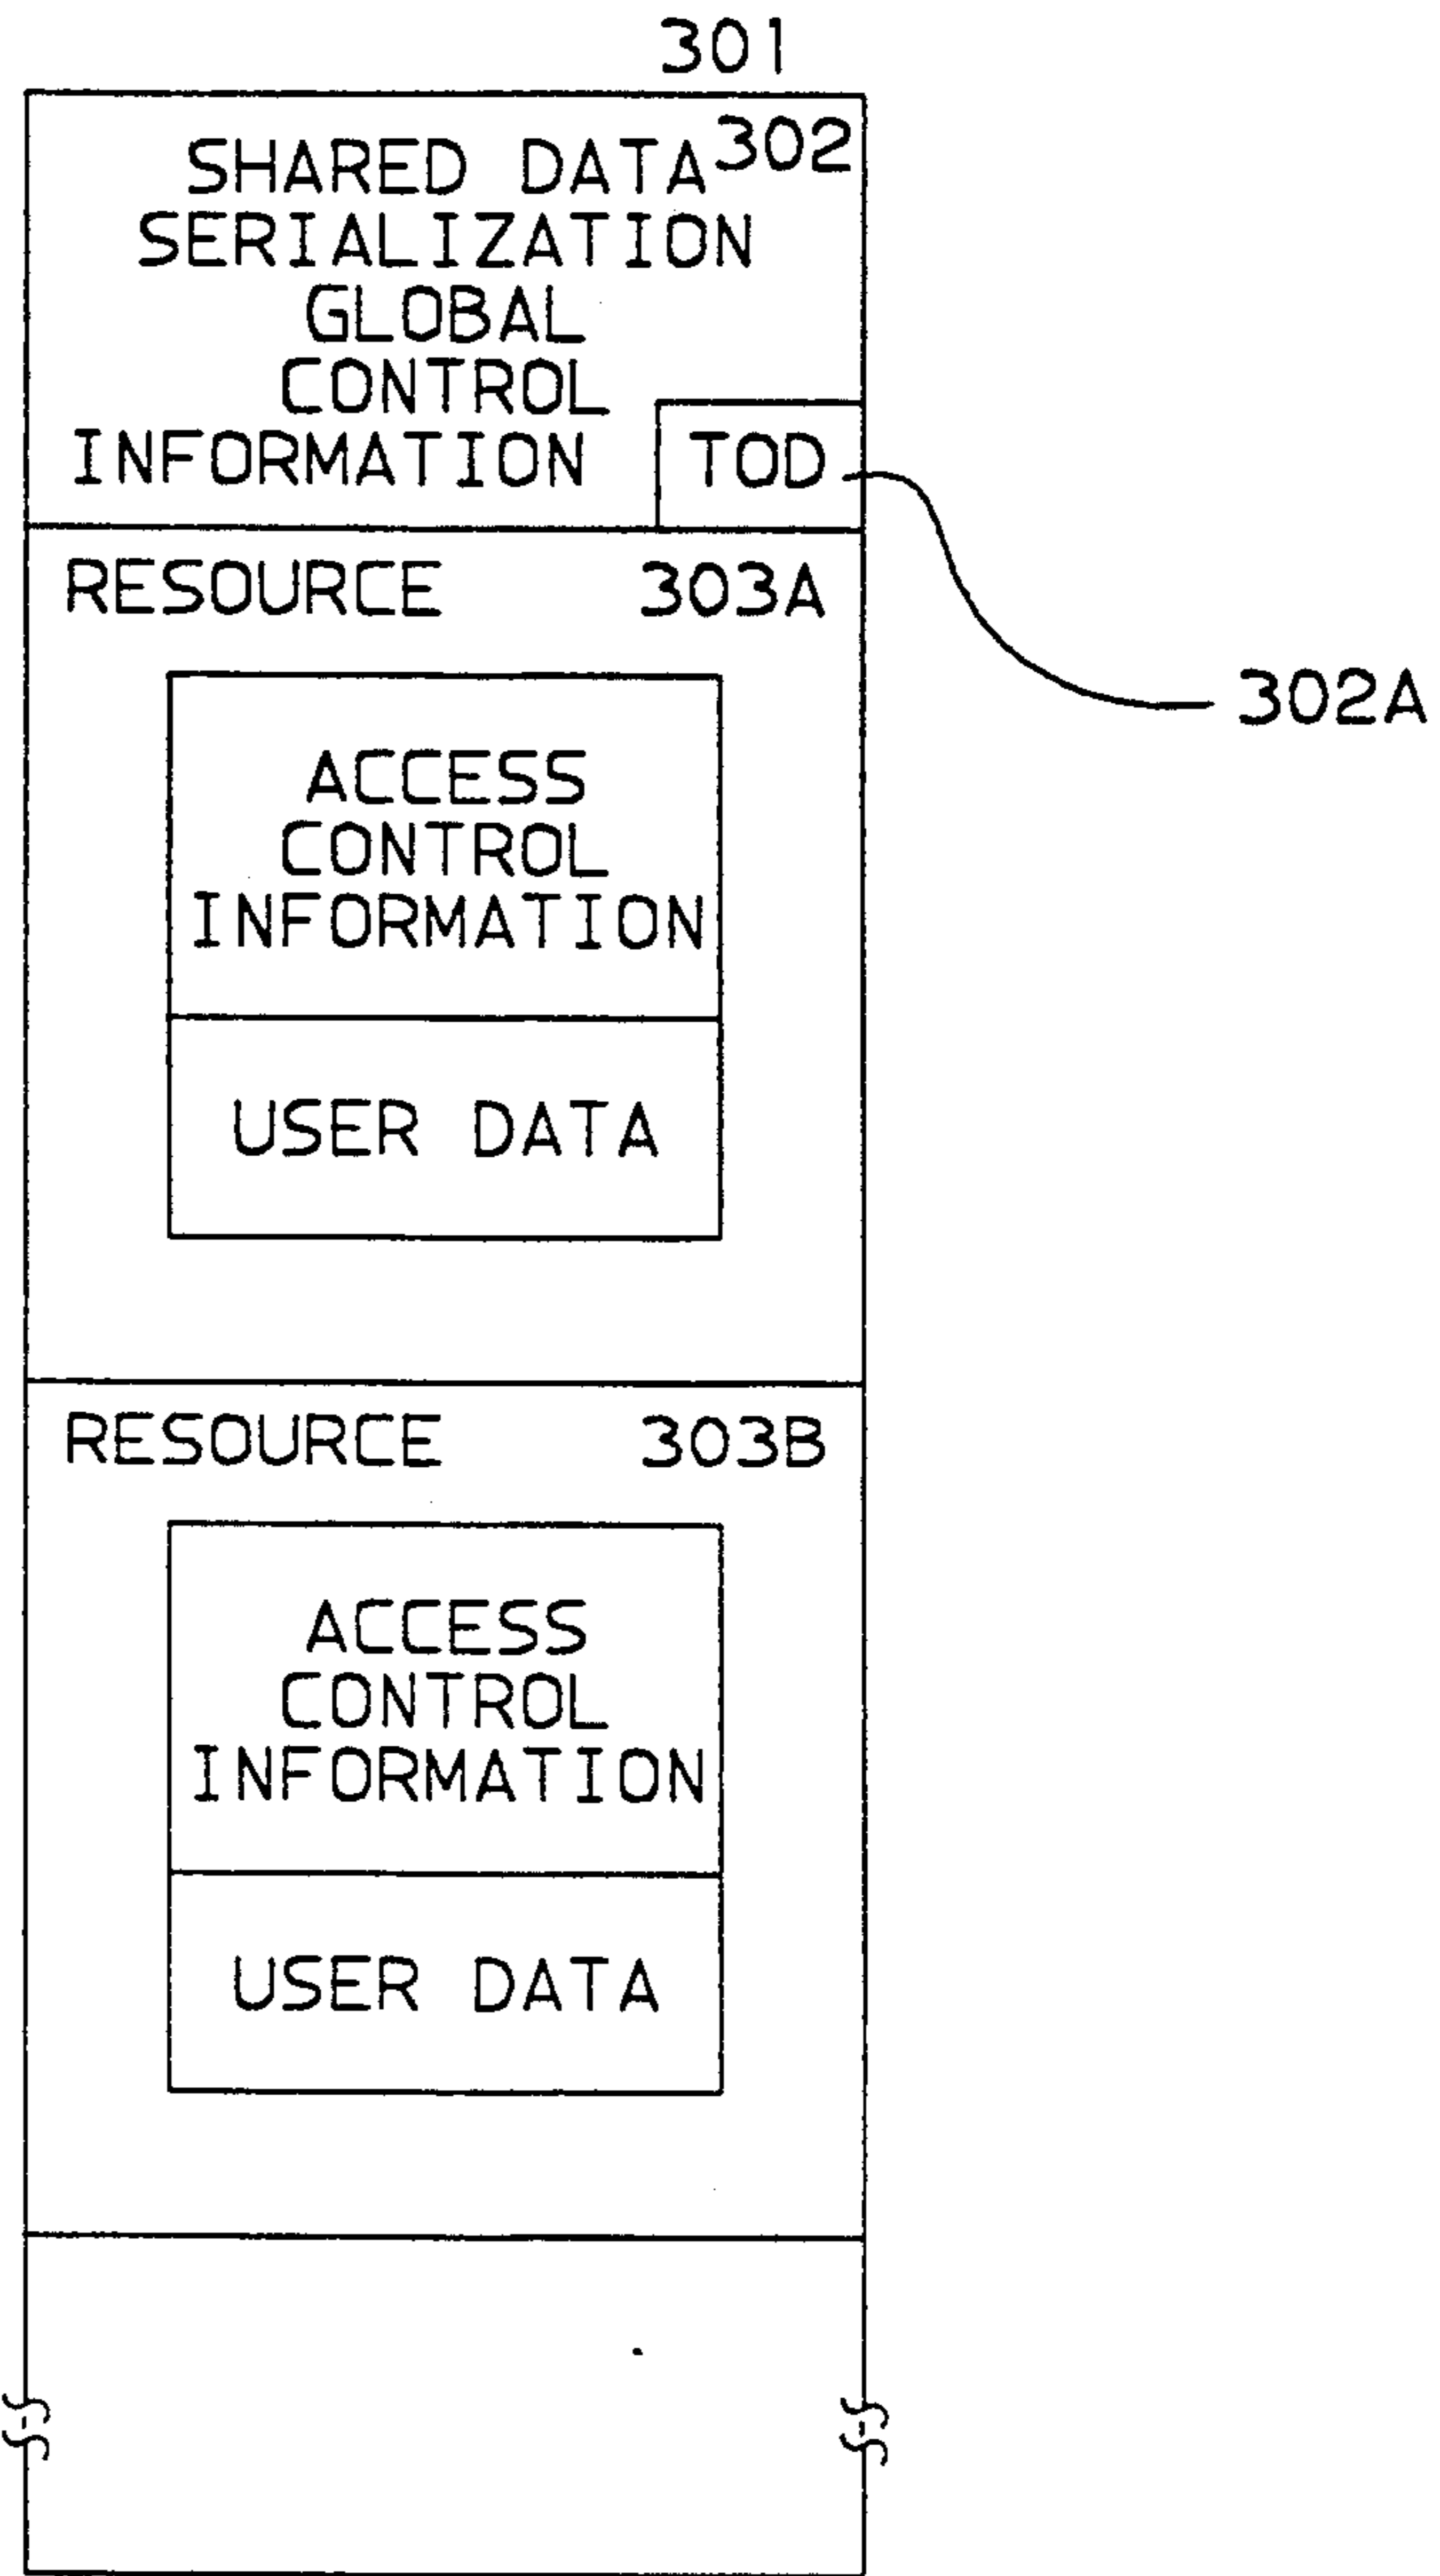 301
302
SHARED DATA
SERIALIZATION
GLOBAL
CONTROL
INFORMATION
TOD
302A
RESOURCE 303A
ACCESS
CONTROL
INFORMATION
USER DATA
RESOURCE 303B
ACCESS
CONTROL
INFORMATION
USER DATA